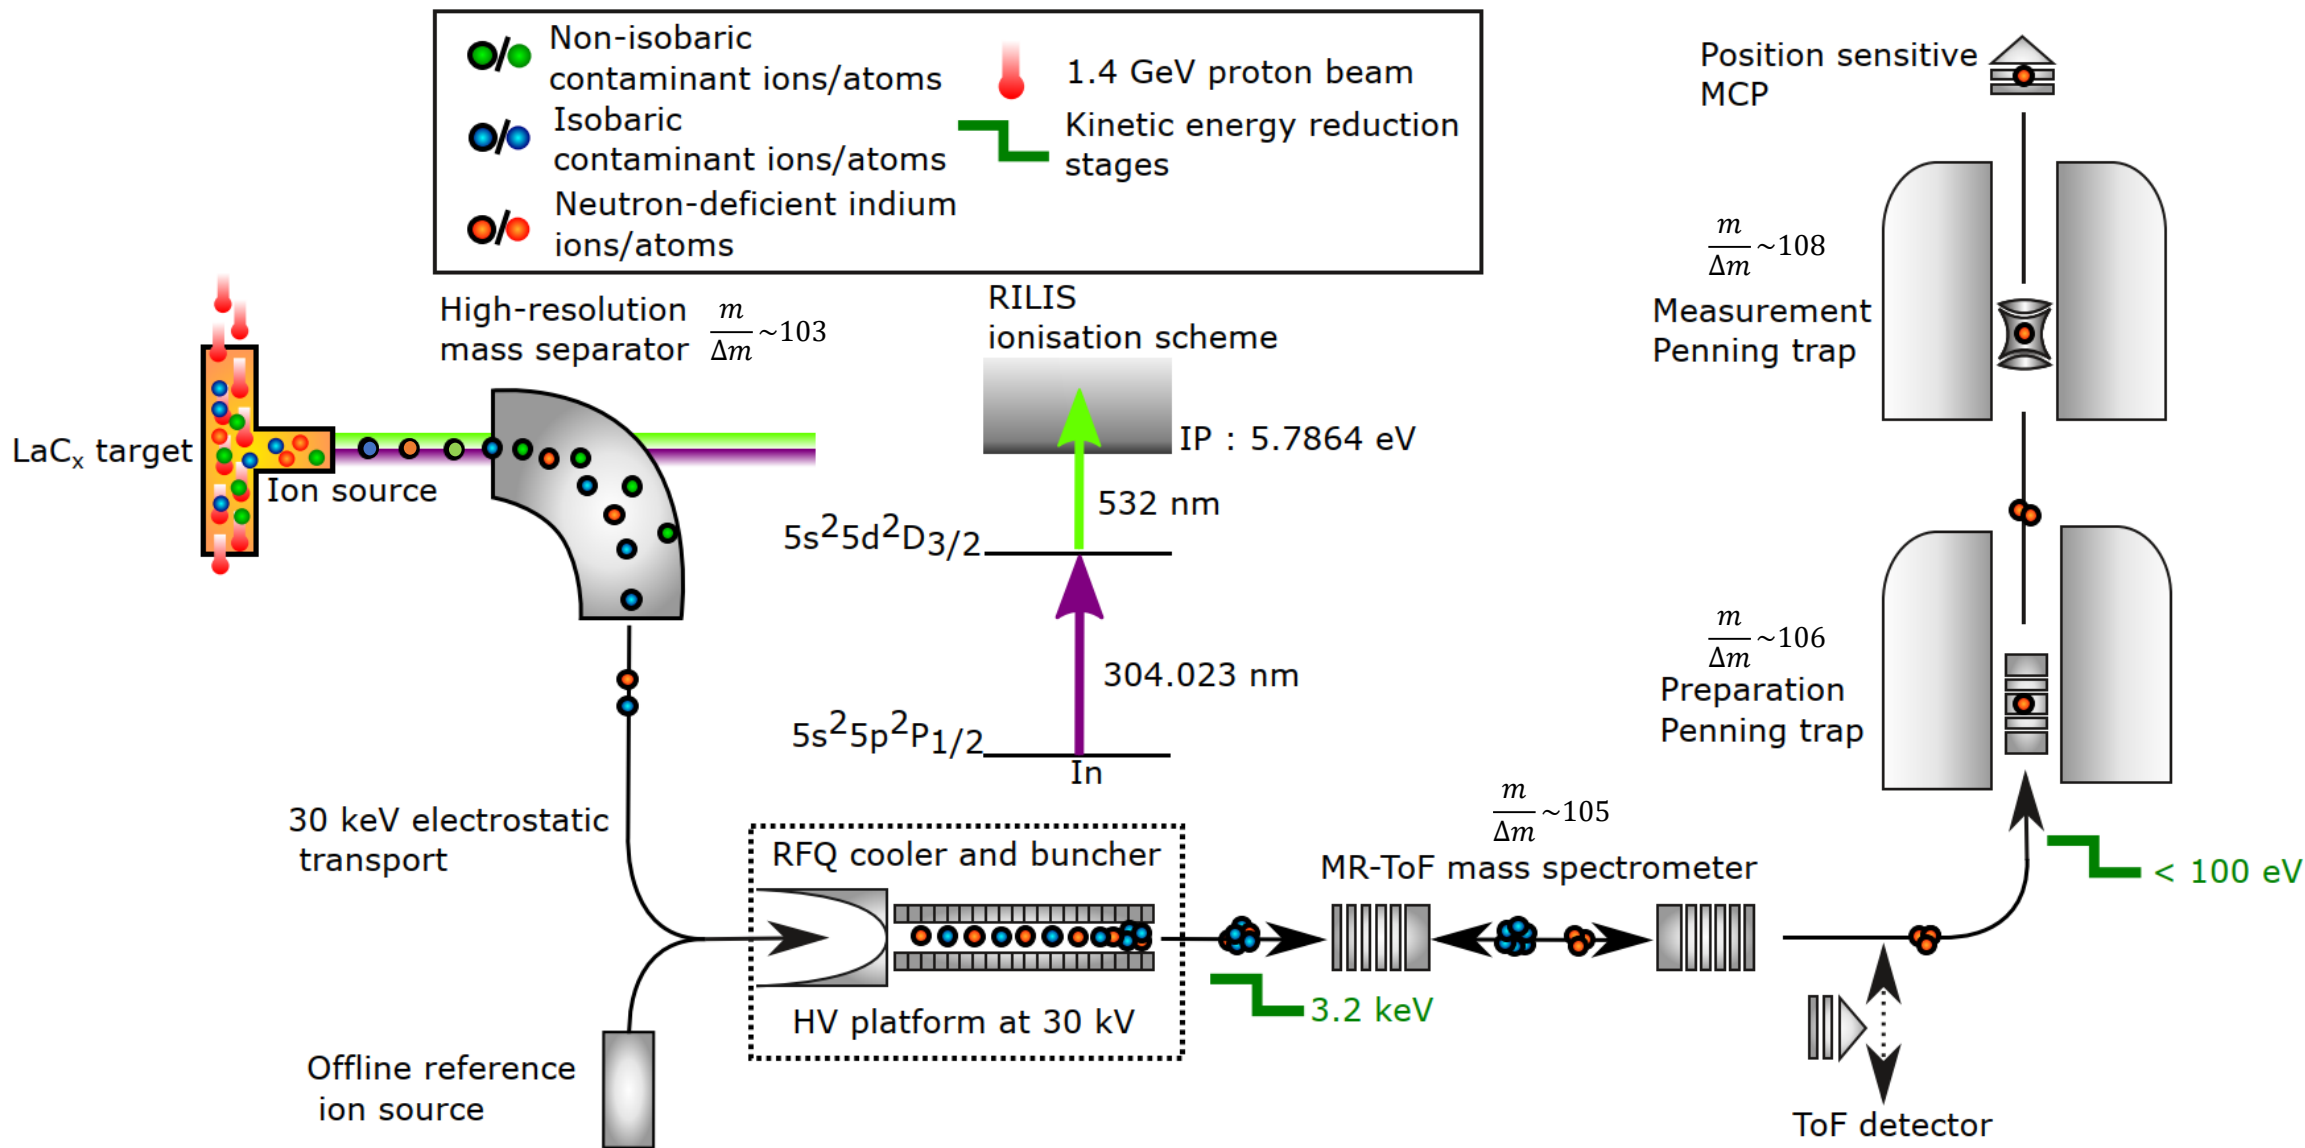 Non-isobaric
contaminant ions/atoms
Isobaric
contaminant ions/atoms
Neutron-deficient indium
ions/atoms
1.4 GeV proton beam
Kinetic energy reduction
stages
Position sensitive
MCP
m/Δm ~108
Measurement
Penning trap
High-resolution
mass separator
m/Δm ~103
RILIS
ionisation scheme
IP : 5.7864 eV
532 nm
5s²5d²D₃/₂
304.023 nm
5s²5p²P₁/₂
In
LaCₓ target
Ion source
m/Δm ~106
Preparation
Penning trap
30 keV electrostatic
transport
RFQ cooler and buncher
HV platform at 30 kV
m/Δm ~105
MR-ToF mass spectrometer
< 100 eV
3.2 keV
Offline reference
ion source
ToF detector